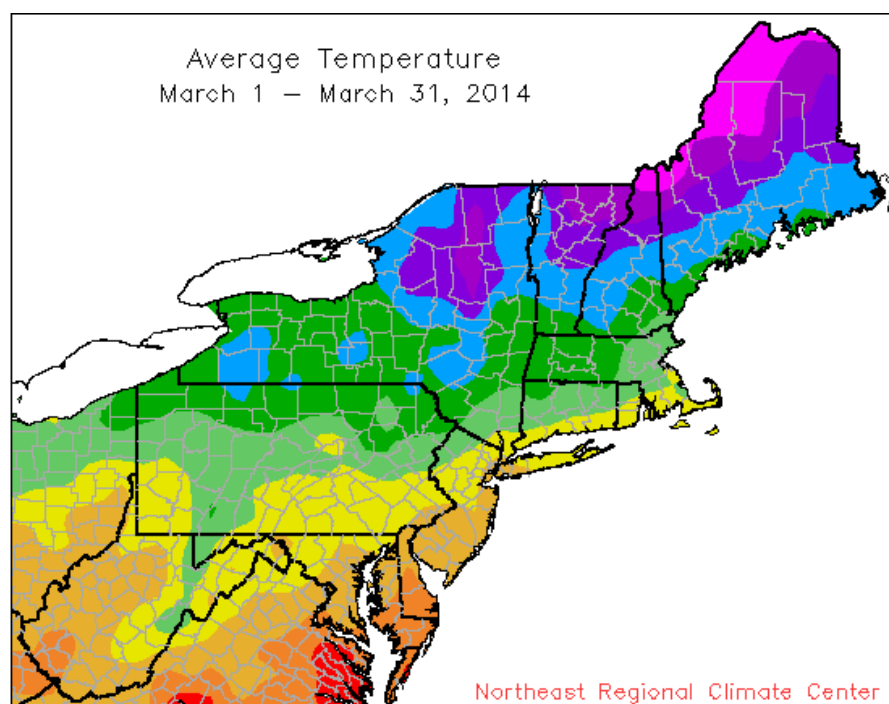 Average Temperature
March 1 – March 31, 2014
Northeast Regional Climate Center